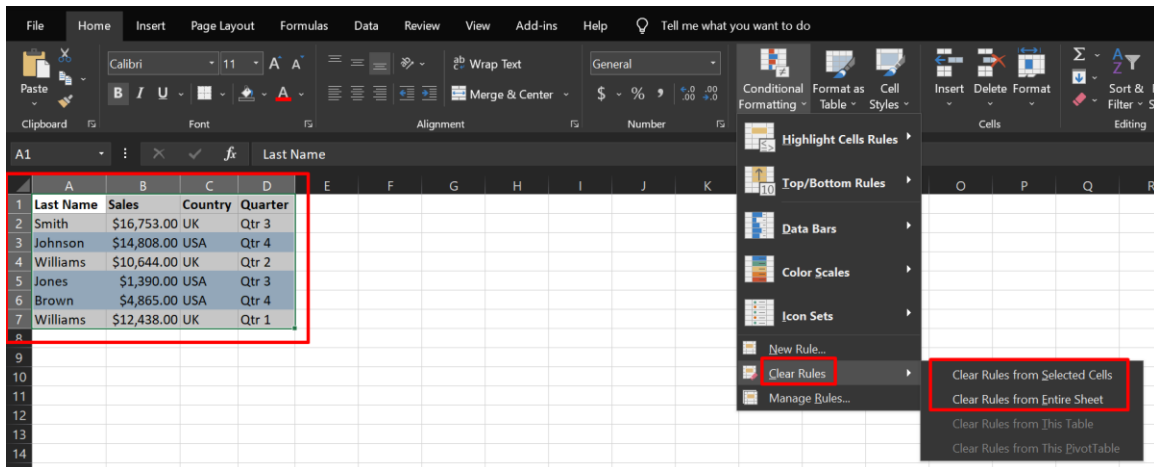 File Home Insert Page Layout Formulas Data Review View Add-ins Help Tell me what you want to do
Calibri 11 A A ab Wrap Text General
Paste B I U A Merge & Center $ % , .0 .00 .00 .0
Conditional Formatting Format as Table Cell Styles Insert Delete Format Σ A Z Sort & Filter
Clipboard Font Alignment Number Cells Editing
A1 fx Last Name
A B C D E F G H I J K O P Q R
1 Last Name Sales Country Quarter
2 Smith $16,753.00 UK Qtr 3
3 Johnson $14,808.00 USA Qtr 4
4 Williams $10,644.00 UK Qtr 2
5 Jones $1,390.00 USA Qtr 3
6 Brown $4,865.00 USA Qtr 4
7 Williams $12,438.00 UK Qtr 1
8
9
10
11
12
13
14
Highlight Cells Rules
10 Top/Bottom Rules
Data Bars
Color Scales
Icon Sets
New Rule...
Clear Rules
Manage Rules...
Clear Rules from Selected Cells
Clear Rules from Entire Sheet
Clear Rules from This Table
Clear Rules from This PivotTable